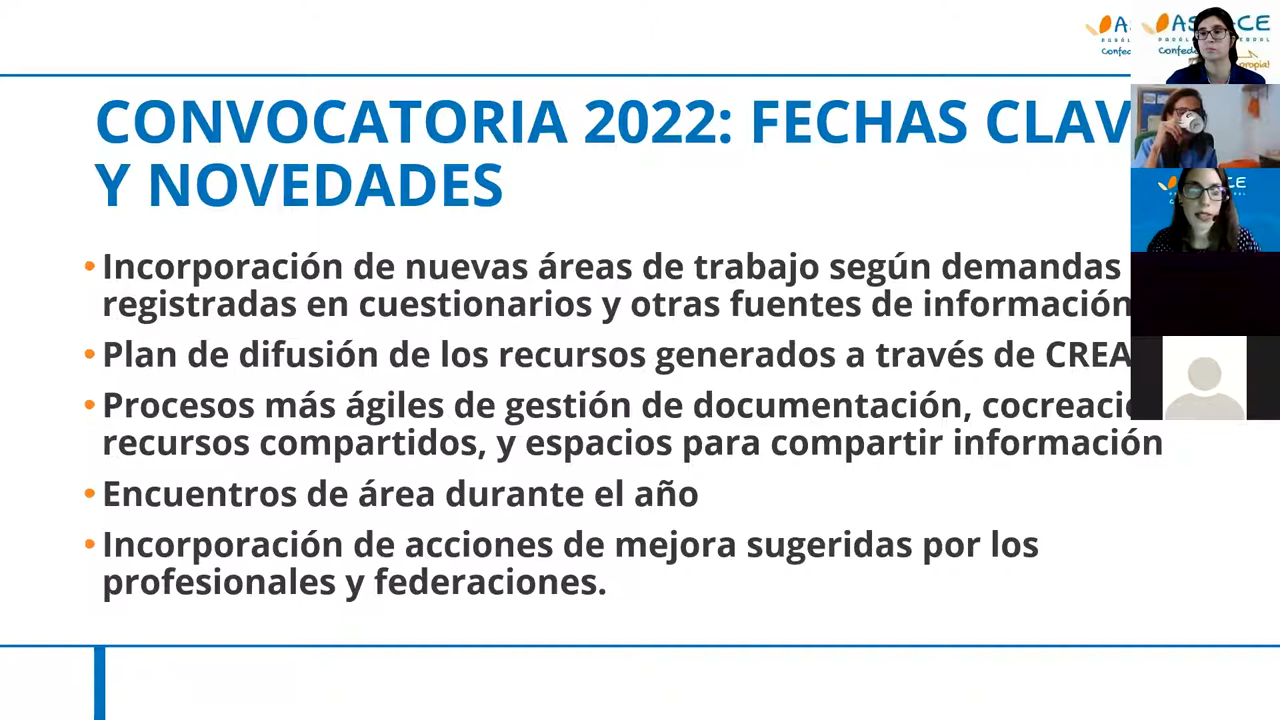 CONVOCATORIA 2022: FECHAS CLAV
Y NOVEDADES
• Incorporación de nuevas áreas de trabajo según demandas
registradas en cuestionarios y otras fuentes de información
• Plan de difusión de los recursos generados a través de CREA
• Procesos más ágiles de gestión de documentación, cocreació
recursos compartidos, y espacios para compartir información
• Encuentros de área durante el año
• Incorporación de acciones de mejora sugeridas por los
profesionales y federaciones.